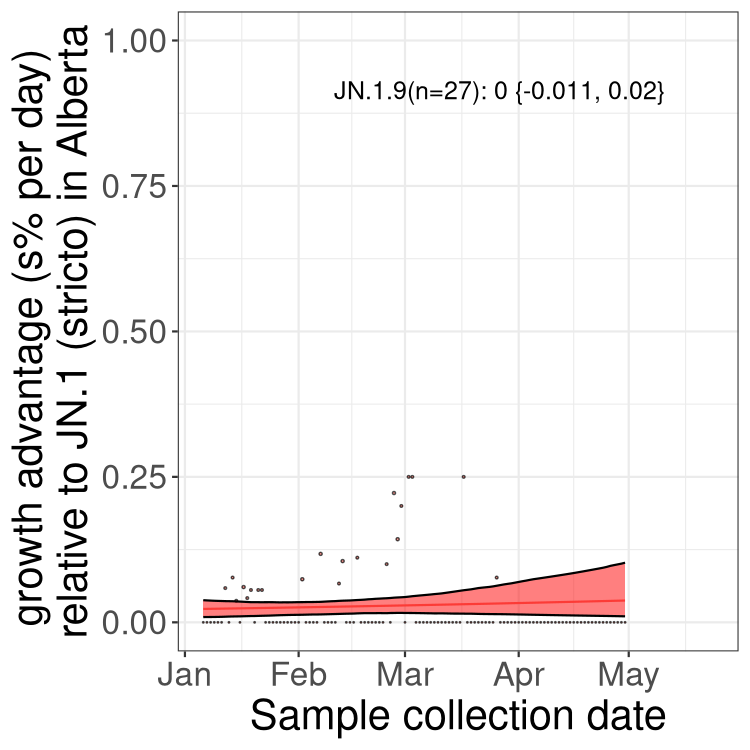 growth advantage (s% per day)
relative to JN.1 (stricto) in Alberta
1.00
0.75
0.50
0.25
0.00
JN.1.9(n=27): 0 {-0.011, 0.02}
Jan Feb Mar Apr May
Sample collection date